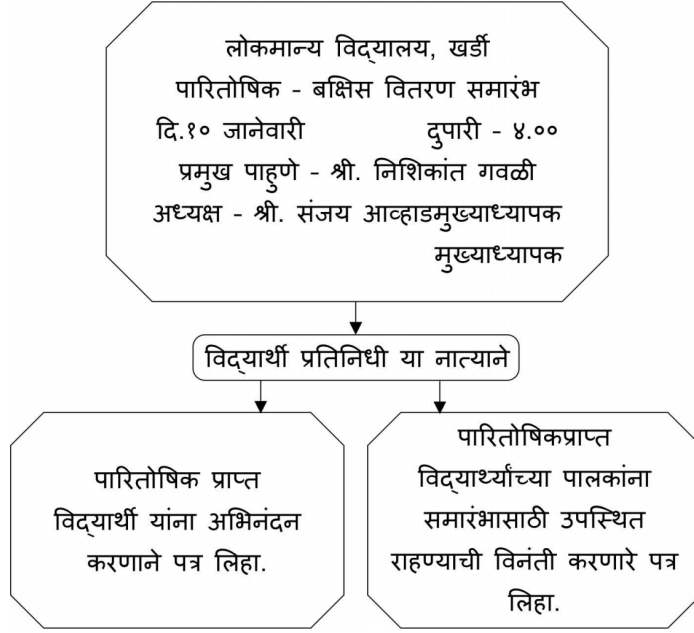 लोकमान्य विद्यालय, खर्डी
पारितोषिक - बक्षिस वितरण समारंभ
दि.१० जानेवारी दुपारी - ४.००
प्रमुख पाहुणे - श्री. निशिकांत गवळी
अध्यक्ष - श्री. संजय आव्हाडमुख्याध्यापक
मुख्याध्यापक
विद्यार्थी प्रतिनिधी या नात्याने
पारितोषिक प्राप्त
विद्यार्थी यांना अभिनंदन
करणाने पत्र लिहा.
पारितोषिकप्राप्त
विद्यार्थ्यांच्या पालकांना
समारंभासाठी उपस्थित
राहण्याची विनंती करणारे पत्र
लिहा.